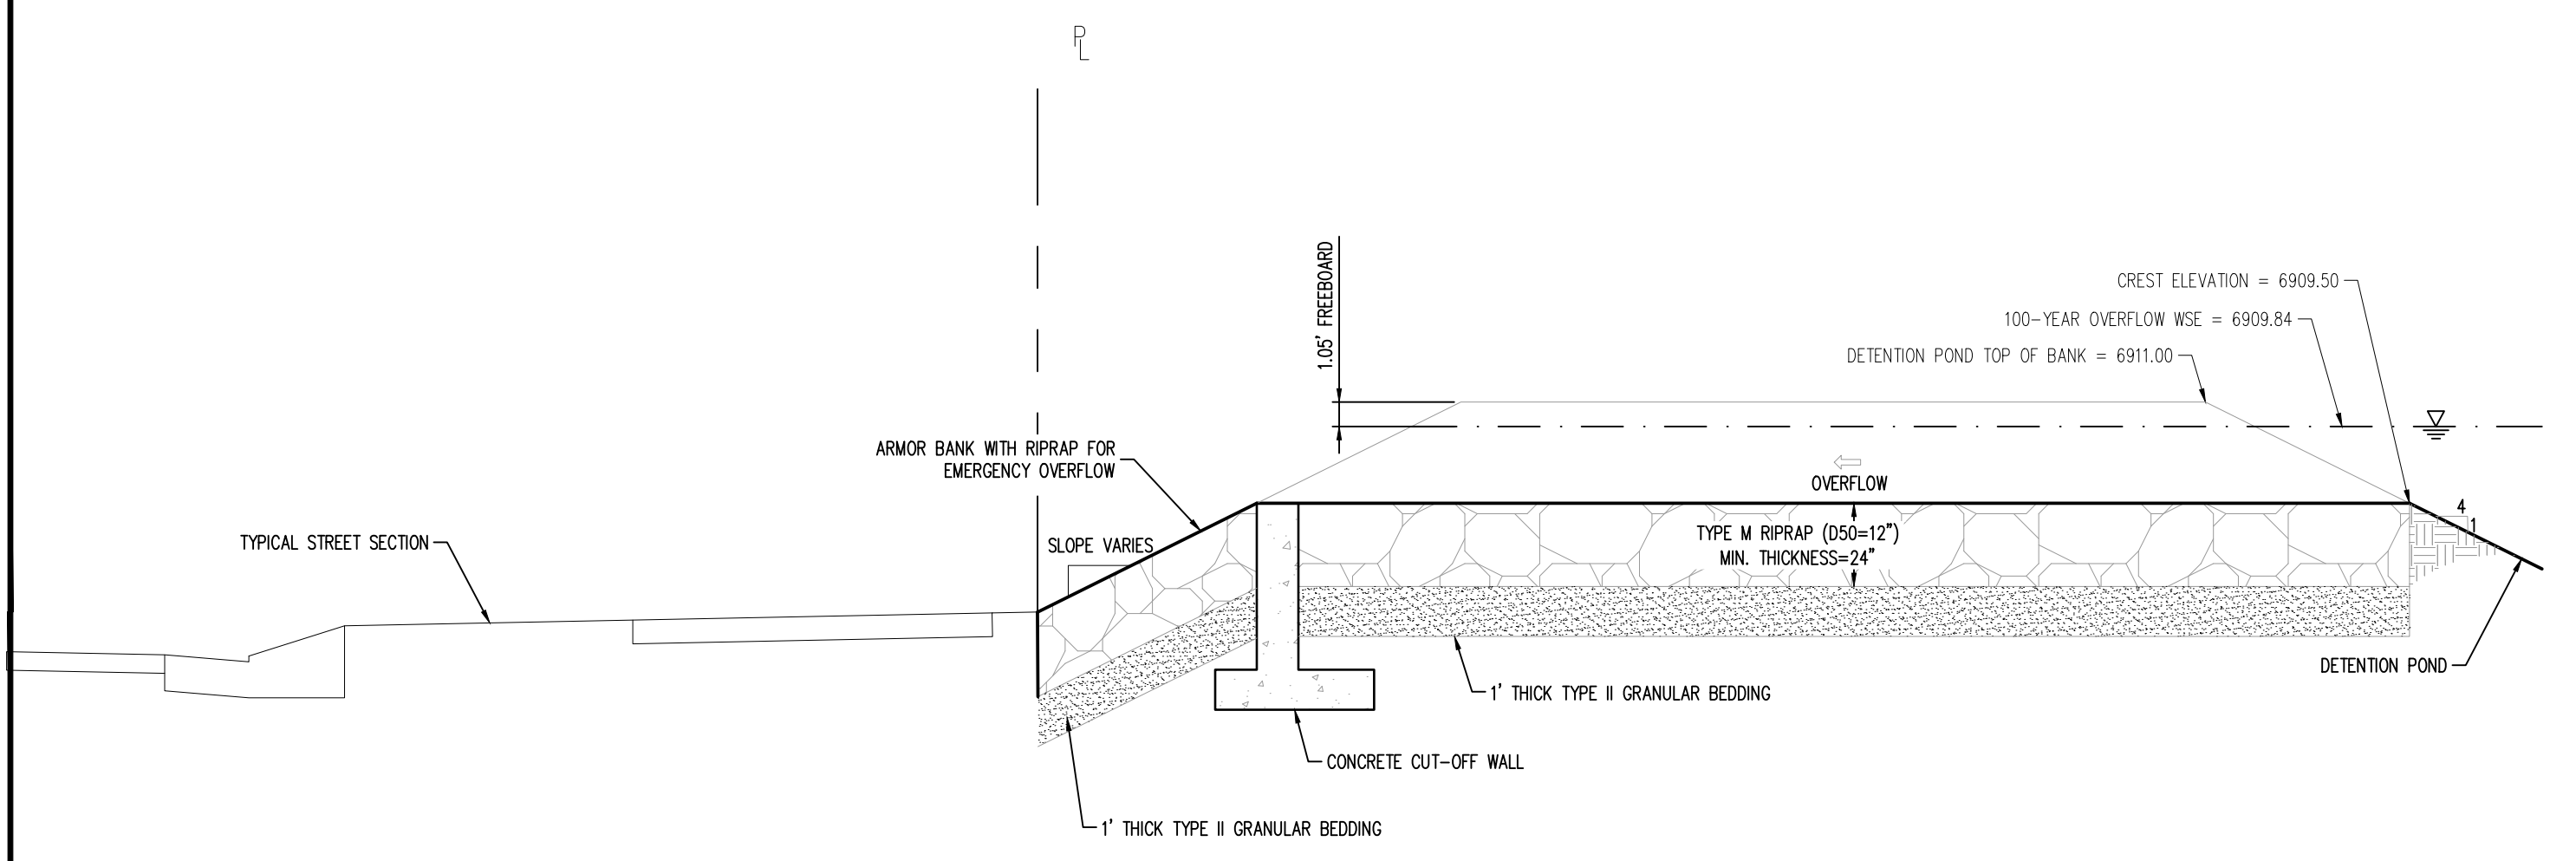 PL
1.05' FREEBOARD
CREST ELEVATION = 6909.50
100-YEAR OVERFLOW WSE = 6909.84
DETENTION POND TOP OF BANK = 6911.00
ARMOR BANK WITH RIPRAP FOR
EMERGENCY OVERFLOW
OVERFLOW
4
1
TYPICAL STREET SECTION
SLOPE VARIES
TYPE M RIPRAP (D50=12")
MIN. THICKNESS=24"
DETENTION POND
1' THICK TYPE II GRANULAR BEDDING
CONCRETE CUT-OFF WALL
1' THICK TYPE II GRANULAR BEDDING